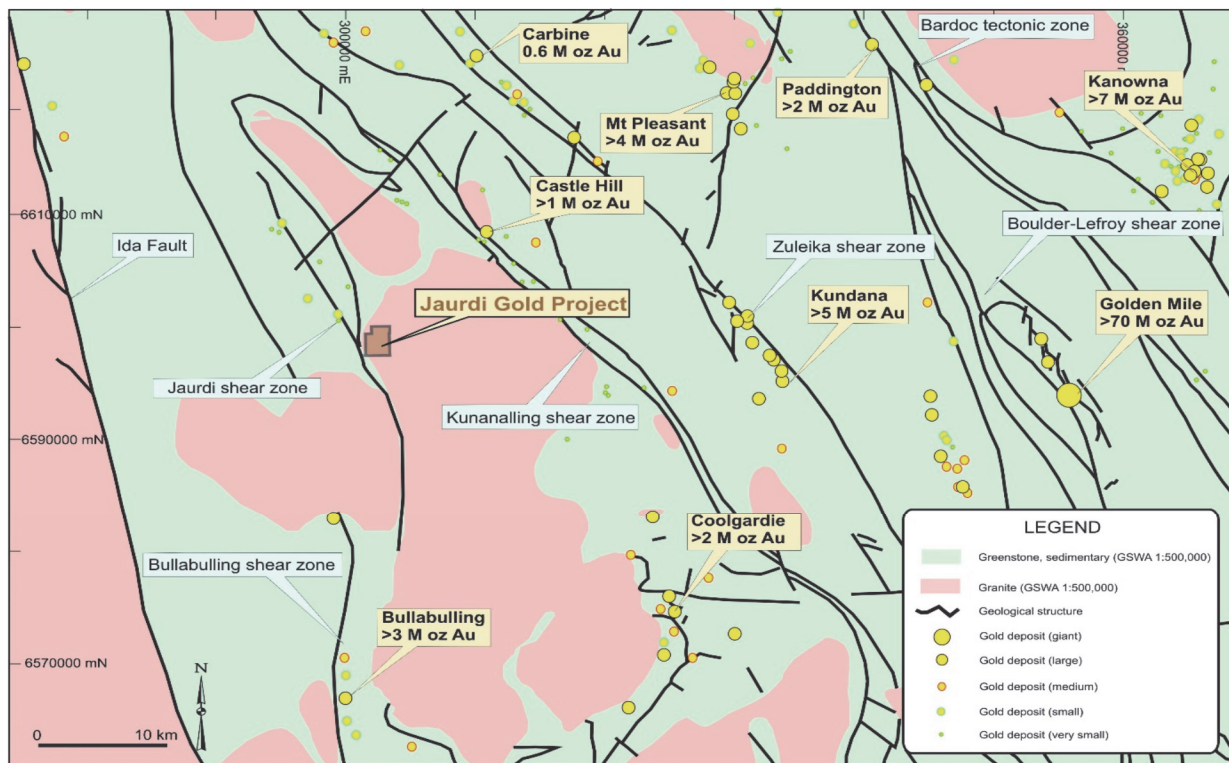 300000 mE
Carbine
0.6 M oz Au
Bardoc tectonic zone
Paddington
>2 M oz Au
Kanowna
>7 M oz Au
Mt Pleasant
>4 M oz Au
Castle Hill
>1 M oz Au
6610000 mN
Ida Fault
Zuleika shear zone
Boulder-Lefroy shear zone
Jaurdi Gold Project
Kundana
>5 M oz Au
Golden Mile
>70 M oz Au
Jaurdi shear zone
Kunanalling shear zone
6590000 mN
Coolgardie
>2 M oz Au
Bullabulling shear zone
Bullabulling
>3 M oz Au
6570000 mN
N
0 10 km
LEGEND
Greenstone, sedimentary (GSWA 1:500,000)
Granite (GSWA 1:500,000)
Geological structure
Gold deposit (giant)
Gold deposit (large)
Gold deposit (medium)
Gold deposit (small)
Gold deposit (very small)